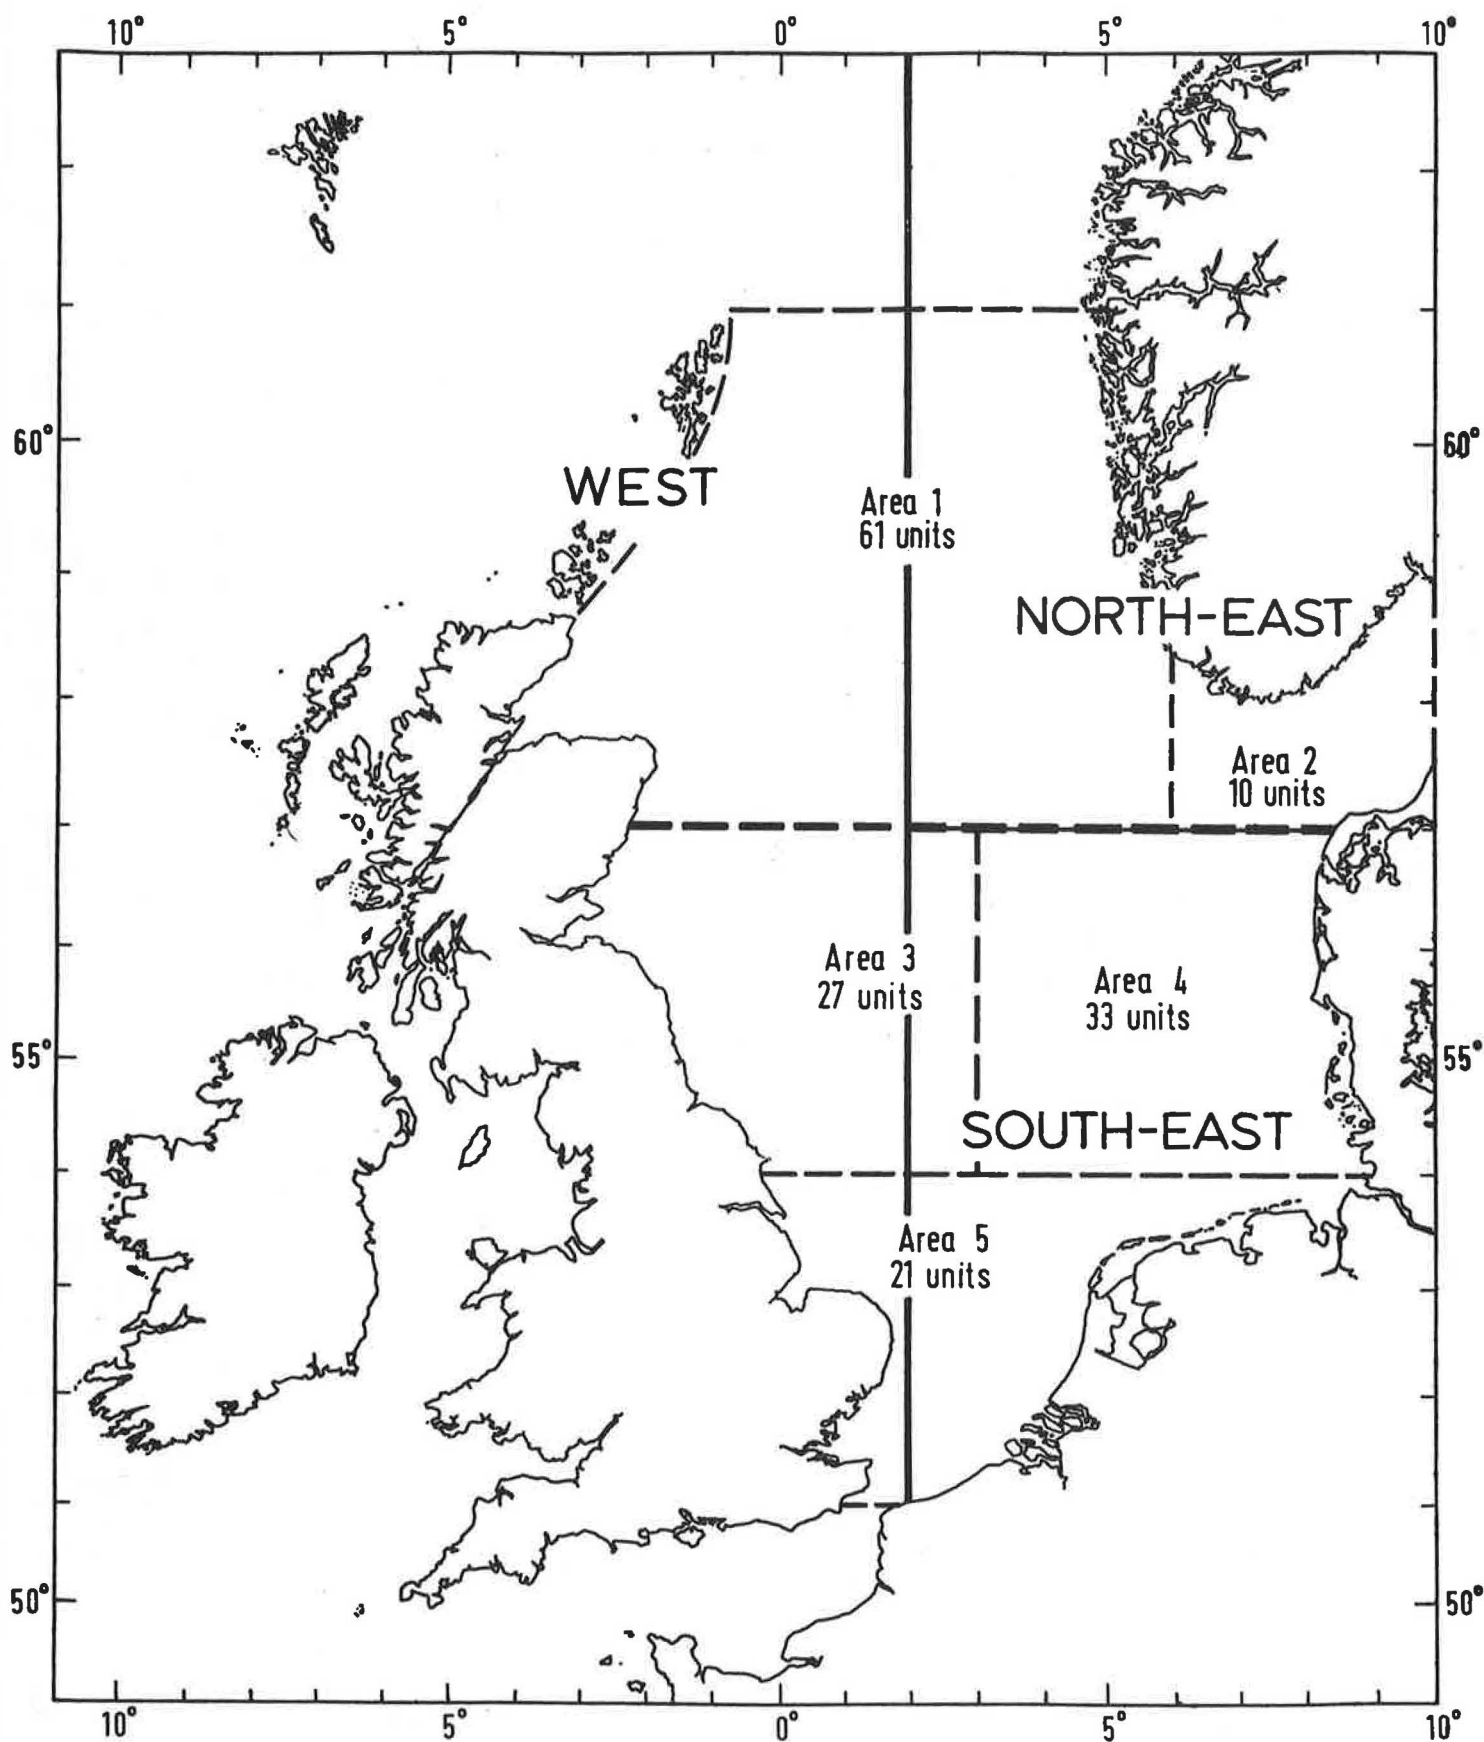 10° 5° 0° 5° 10°
60° 60°
WEST
Area 1
61 units
NORTH-EAST
Area 2
10 units
Area 3
27 units
Area 4
33 units
55° 55°
SOUTH-EAST
Area 5
21 units
50° 50°
10° 5° 0° 5° 10°